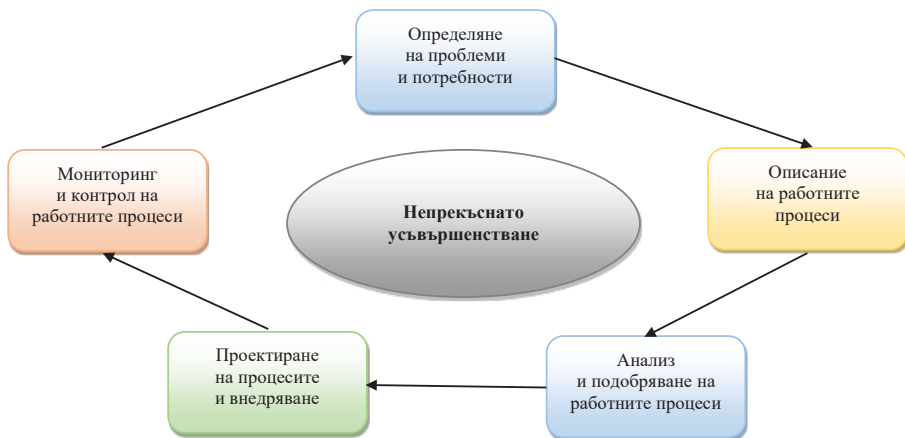 Определяне
на проблеми
и потребности
Описание
на работните
процеси
Анализ
и подобряване на
работните процеси
Проектиране
на процесите
и внедряване
Мониторинг
и контрол на
работните процеси
Непрекъснато
усъвършенстване